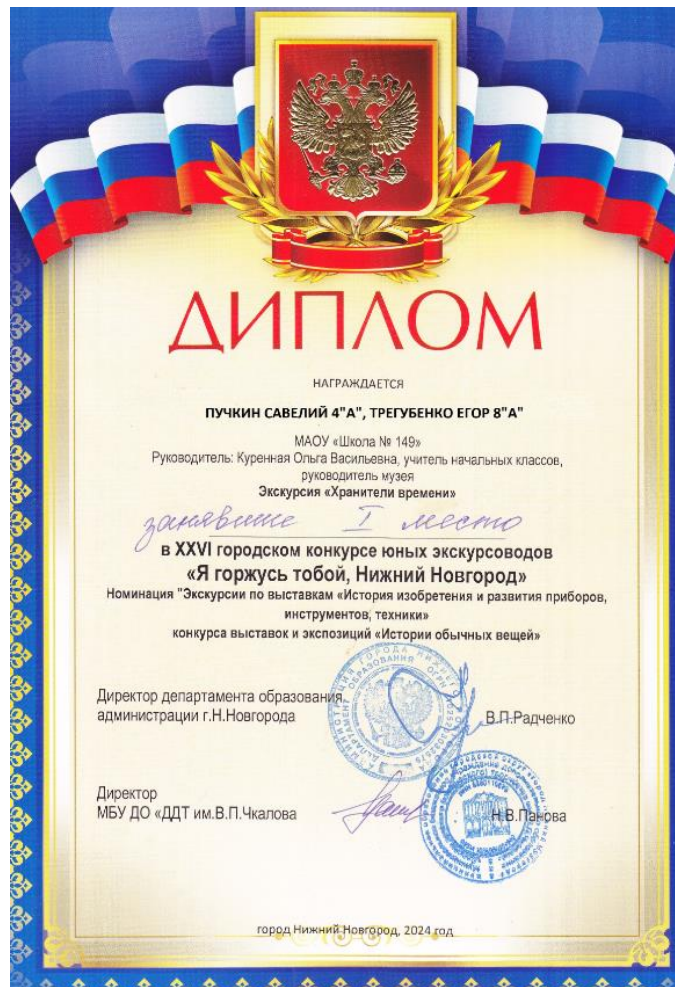 ДИПЛОМ
НАГРАЖДАЕТСЯ
ПУЧКИН САВЕЛИЙ 4"А", ТРЕГУБЕНКО ЕГОР 8"А"
МАОУ «Школа № 149»
Руководитель: Куренная Ольга Васильевна, учитель начальных классов,
руководитель музея
Экскурсия «Хранители времени»
занявшие I место
в XXVI городском конкурсе юных экскурсоводов
«Я горжусь тобой, Нижний Новгород»
Номинация "Экскурсии по выставкам «История изобретения и развития приборов,
инструментов, техники»
конкурса выставок и экспозиций «Истории обычных вещей»
Директор департамента образования
администрации г.Н.Новгорода
В.П.Радченко
Директор
МБУ ДО «ДДТ им.В.П.Чкалова
Н.В.Панова
город Нижний Новгород, 2024 год